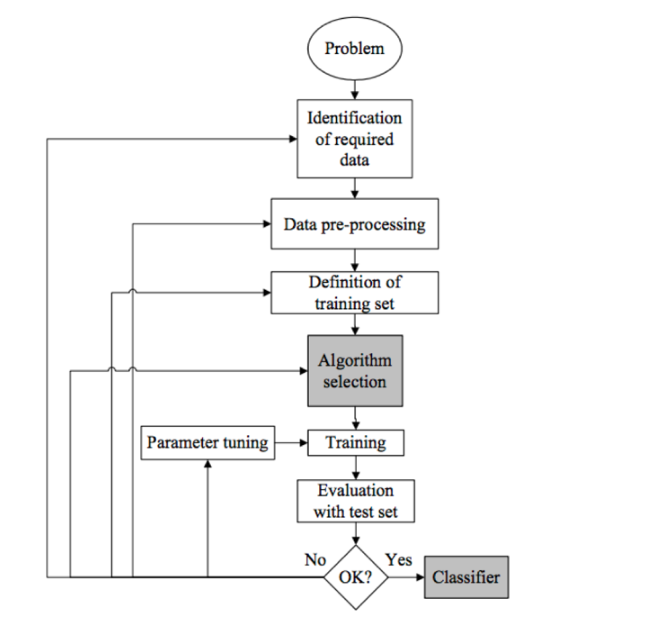 Problem
Identification
of required
data
Data pre-processing
Definition of
training set
Algorithm
selection
Parameter tuning
Training
Evaluation
with test set
No
Yes
OK?
Classifier